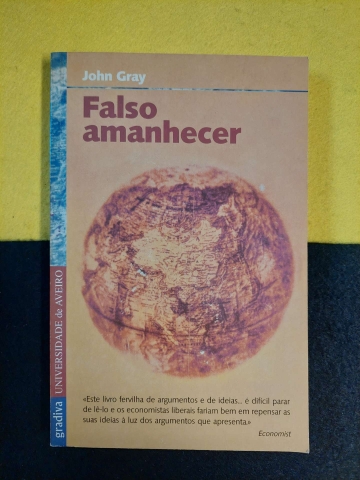 John Gray
Falso
amanhecer
«Este livro fervilha de argumentos e de ideias... é difícil parar
de lê-lo e os economistas liberais fariam bem em repensar as
suas ideias à luz dos argumentos que apresenta.»
Economist
gradiva UNIVERSIDADE de AVEIRO